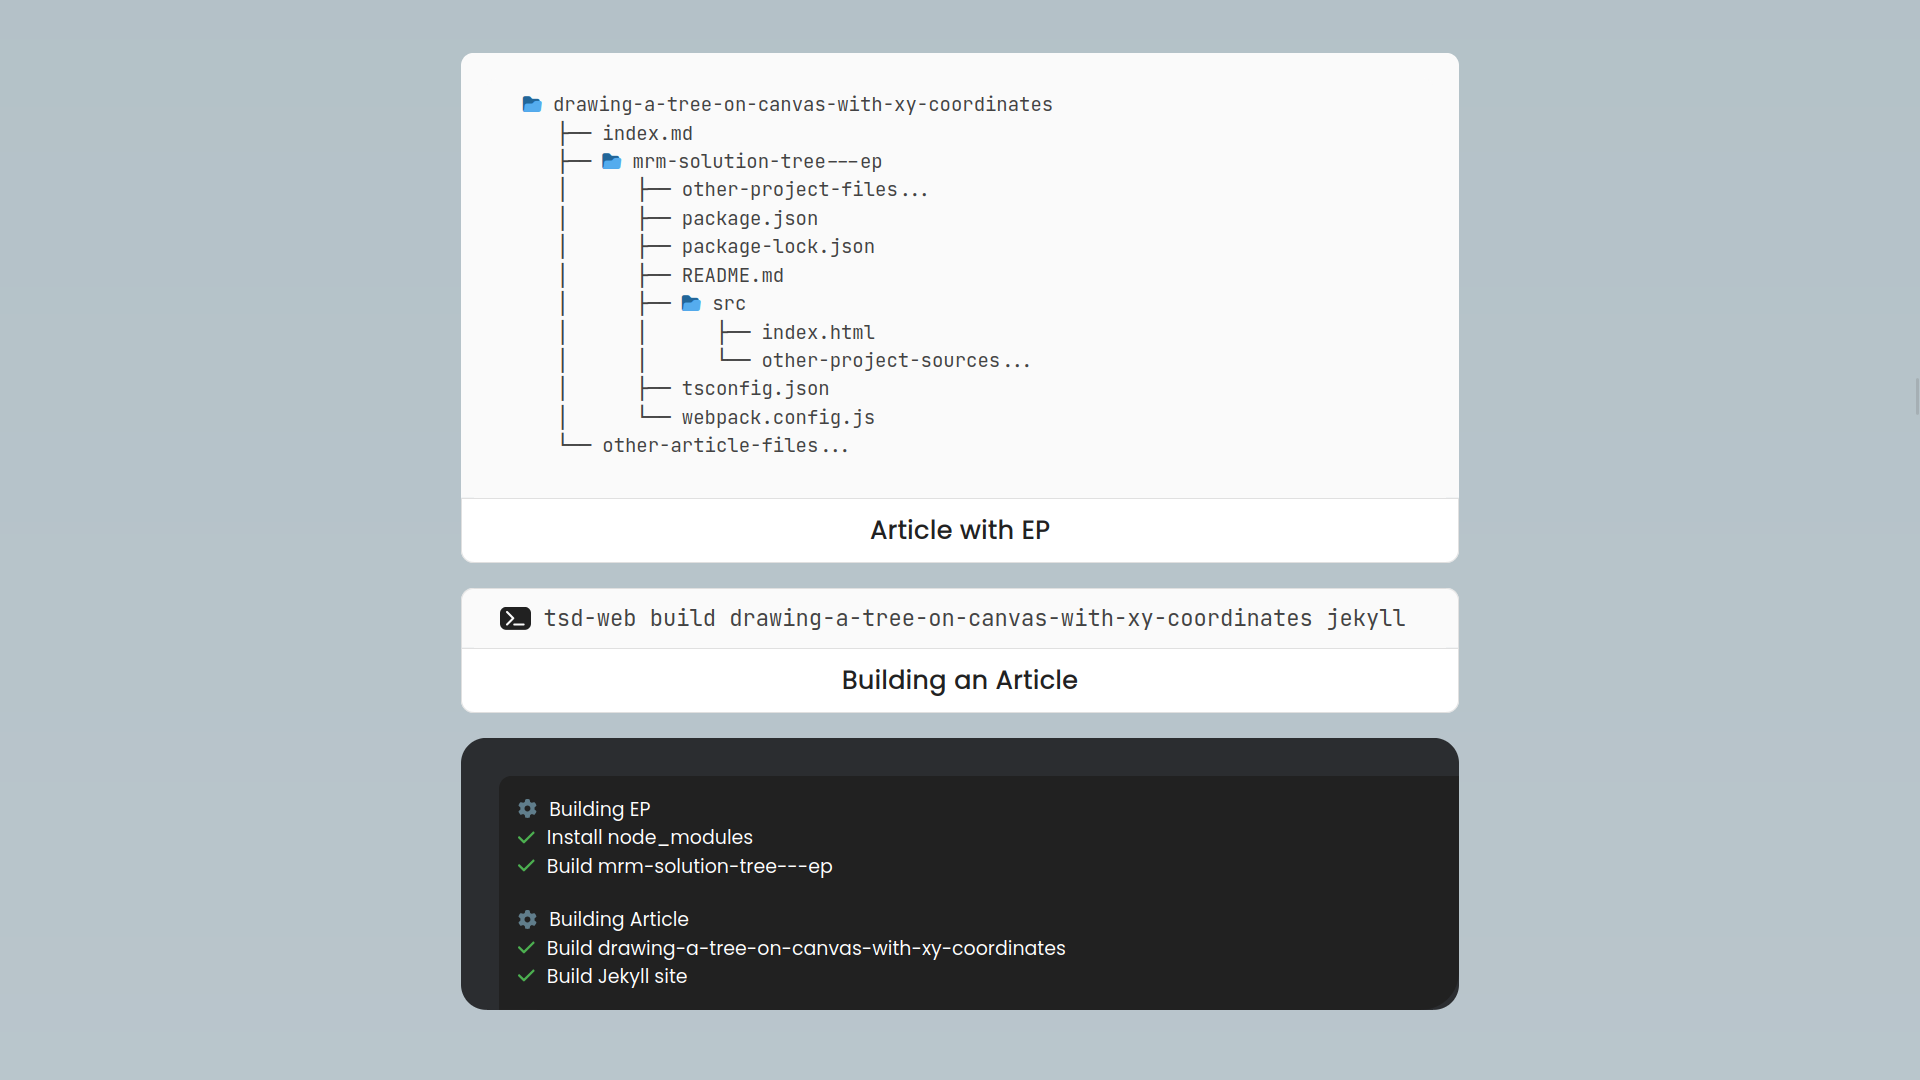 drawing-a-tree-on-canvas-with-xy-coordinates
├── index.md
├── mrm-solution-tree---ep
│ ├── other-project-files...
│ ├── package.json
│ ├── package-lock.json
│ ├── README.md
│ ├── src
│ │ ├── index.html
│ │ └── other-project-sources...
│ ├── tsconfig.json
│ └── webpack.config.js
└── other-article-files...
Article with EP
tsd-web build drawing-a-tree-on-canvas-with-xy-coordinates jekyll
Building an Article
Building EP
Install node_modules
Build mrm-solution-tree---ep
Building Article
Build drawing-a-tree-on-canvas-with-xy-coordinates
Build Jekyll site